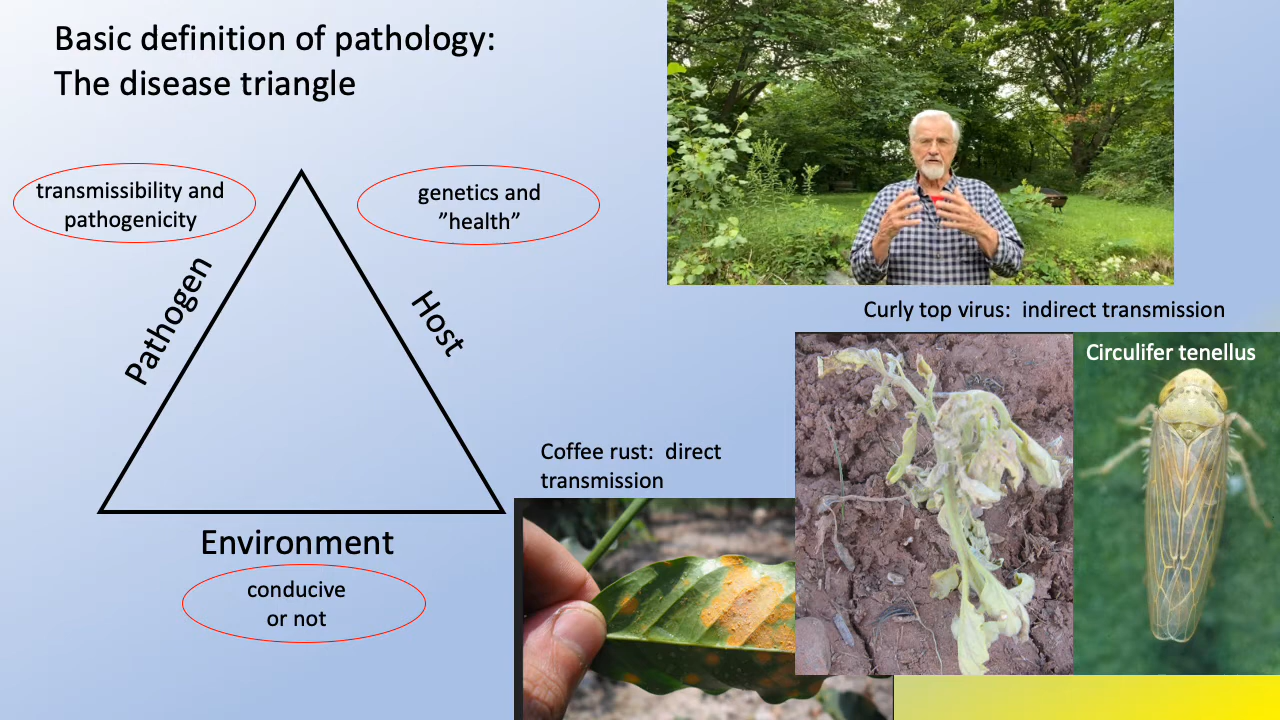 Basic definition of pathology:
The disease triangle
transmissibility and
pathogenicity
genetics and
”health”
Pathogen
Host
Environment
conducive
or not
Curly top virus:  indirect transmission
Circulifer tenellus
Coffee rust:  direct
transmission